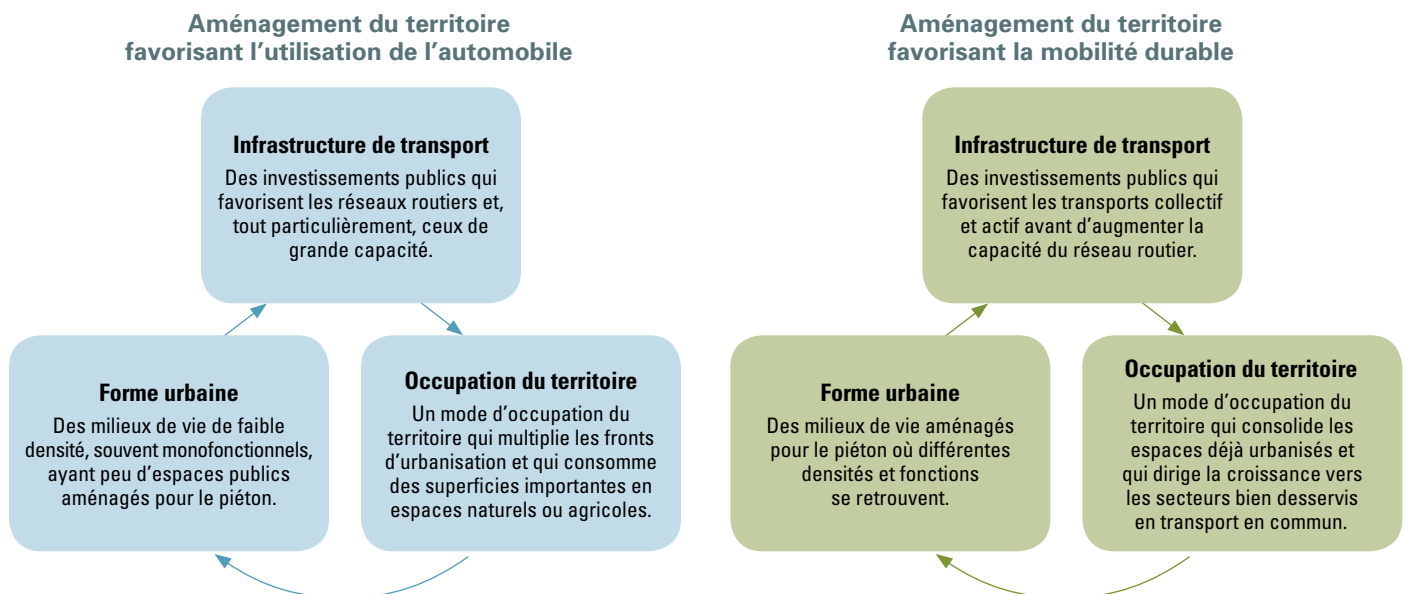 Aménagement du territoire
favorisant l’utilisation de l’automobile
Infrastructure de transport
Des investissements publics qui
favorisent les réseaux routiers et,
tout particulièrement, ceux de
grande capacité.
Forme urbaine
Des milieux de vie de faible
densité, souvent monofonctionnels,
ayant peu d’espaces publics
aménagés pour le piéton.
Occupation du territoire
Un mode d’occupation du
territoire qui multiplie les fronts
d’urbanisation et qui consomme
des superficies importantes en
espaces naturels ou agricoles.
Aménagement du territoire
favorisant la mobilité durable
Infrastructure de transport
Des investissements publics qui
favorisent les transports collectif
et actif avant d’augmenter la
capacité du réseau routier.
Forme urbaine
Des milieux de vie aménagés
pour le piéton où différentes
densités et fonctions
se retrouvent.
Occupation du territoire
Un mode d’occupation du
territoire qui consolide les
espaces déjà urbanisés et
qui dirige la croissance vers
les secteurs bien desservis
en transport en commun.